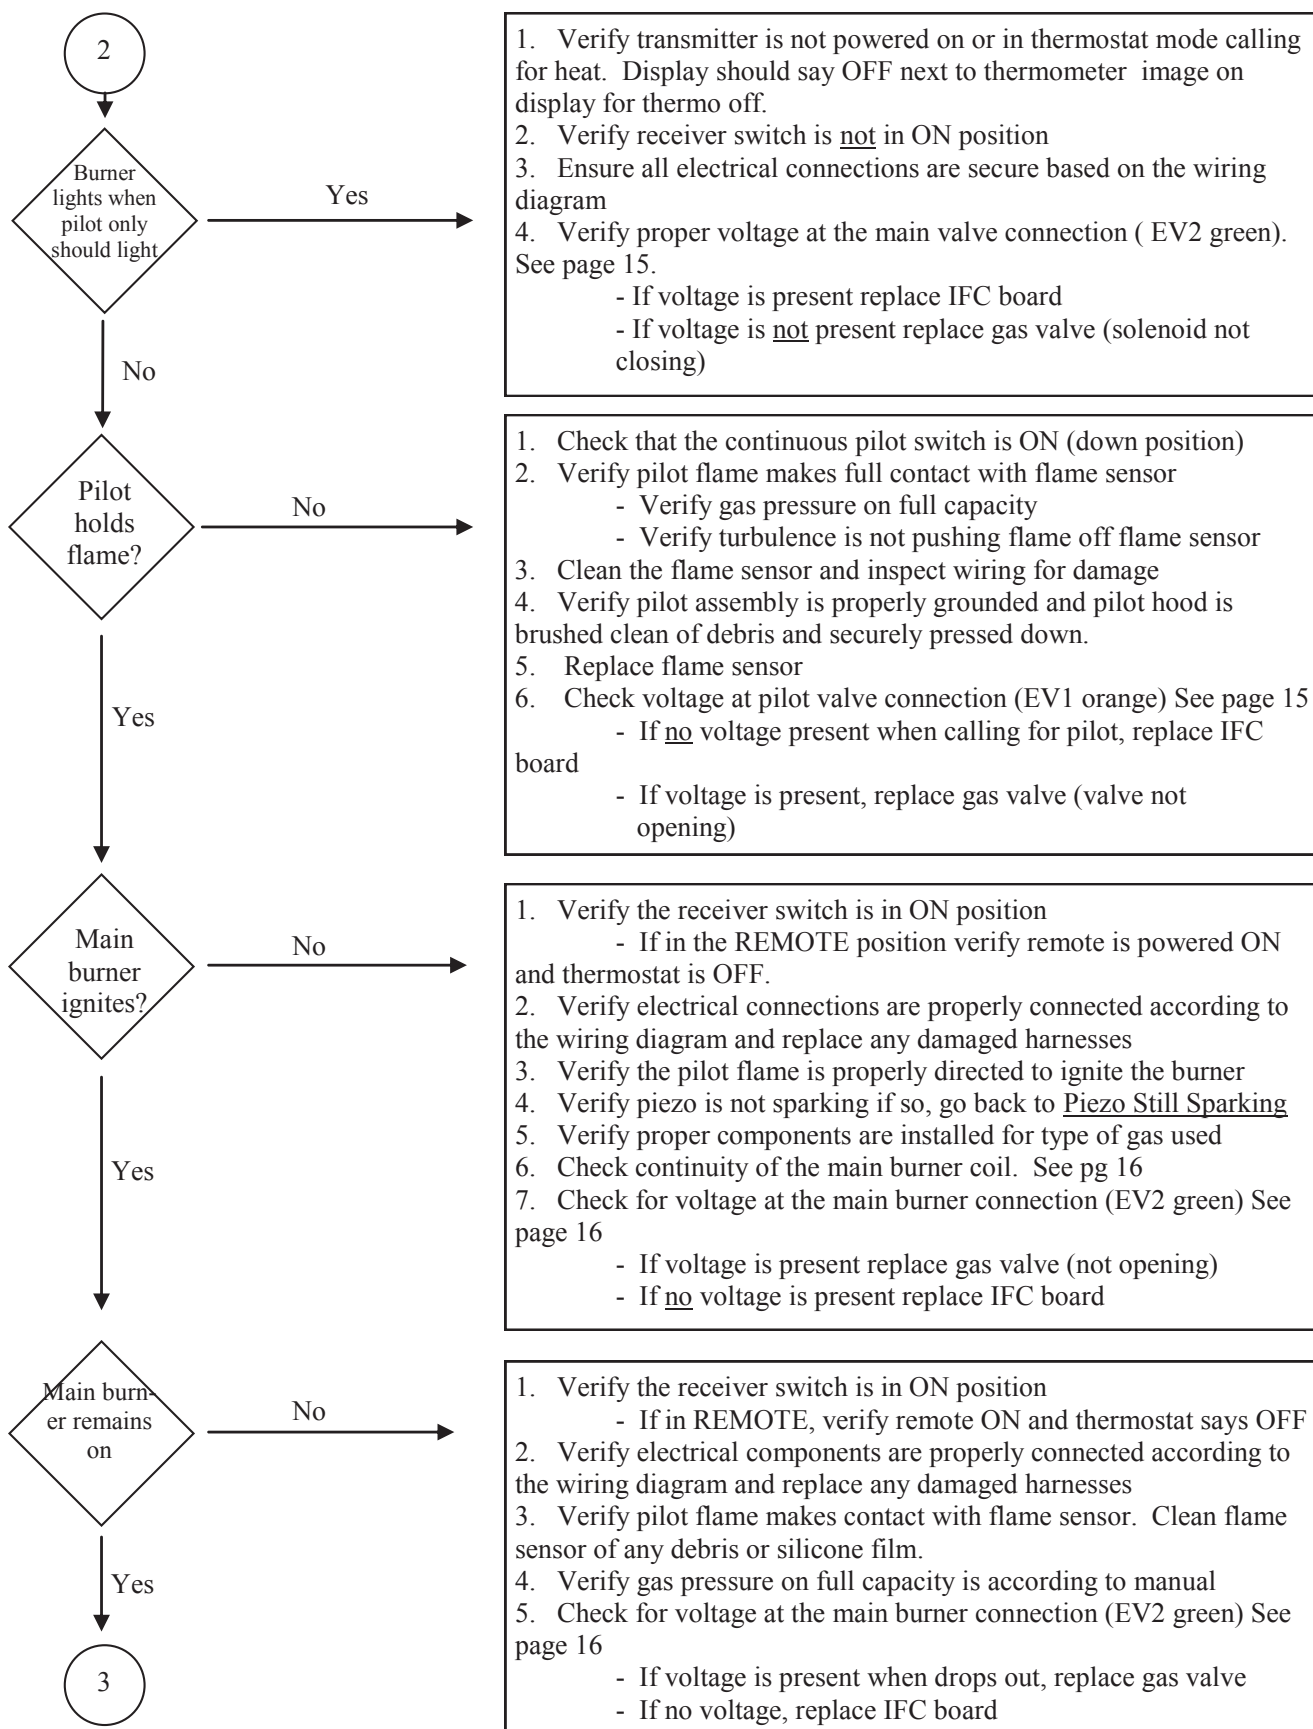 2
Burner
lights when
pilot only
should light
Yes
No
1. Verify transmitter is not powered on or in thermostat mode calling
for heat. Display should say OFF next to thermometer image on
display for thermo off.
2. Verify receiver switch is not in ON position
3. Ensure all electrical connections are secure based on the wiring
diagram
4. Verify proper voltage at the main valve connection ( EV2 green).
See page 15.
- If voltage is present replace IFC board
- If voltage is not present replace gas valve (solenoid not
closing)
Pilot
holds
flame?
No
Yes
1. Check that the continuous pilot switch is ON (down position)
2. Verify pilot flame makes full contact with flame sensor
- Verify gas pressure on full capacity
- Verify turbulence is not pushing flame off flame sensor
3. Clean the flame sensor and inspect wiring for damage
4. Verify pilot assembly is properly grounded and pilot hood is
brushed clean of debris and securely pressed down.
5. Replace flame sensor
6. Check voltage at pilot valve connection (EV1 orange) See page 15
- If no voltage present when calling for pilot, replace IFC
board
- If voltage is present, replace gas valve (valve not
opening)
Main
burner
ignites?
No
Yes
1. Verify the receiver switch is in ON position
- If in the REMOTE position verify remote is powered ON
and thermostat is OFF.
2. Verify electrical connections are properly connected according to
the wiring diagram and replace any damaged harnesses
3. Verify the pilot flame is properly directed to ignite the burner
4. Verify piezo is not sparking if so, go back to Piezo Still Sparking
5. Verify proper components are installed for type of gas used
6. Check continuity of the main burner coil. See pg 16
7. Check for voltage at the main burner connection (EV2 green) See
page 16
- If voltage is present replace gas valve (not opening)
- If no voltage is present replace IFC board
Main burn-
er remains
on
No
Yes
1. Verify the receiver switch is in ON position
- If in REMOTE, verify remote ON and thermostat says OFF
2. Verify electrical components are properly connected according to
the wiring diagram and replace any damaged harnesses
3. Verify pilot flame makes contact with flame sensor. Clean flame
sensor of any debris or silicone film.
4. Verify gas pressure on full capacity is according to manual
5. Check for voltage at the main burner connection (EV2 green) See
page 16
- If voltage is present when drops out, replace gas valve
- If no voltage, replace IFC board
3